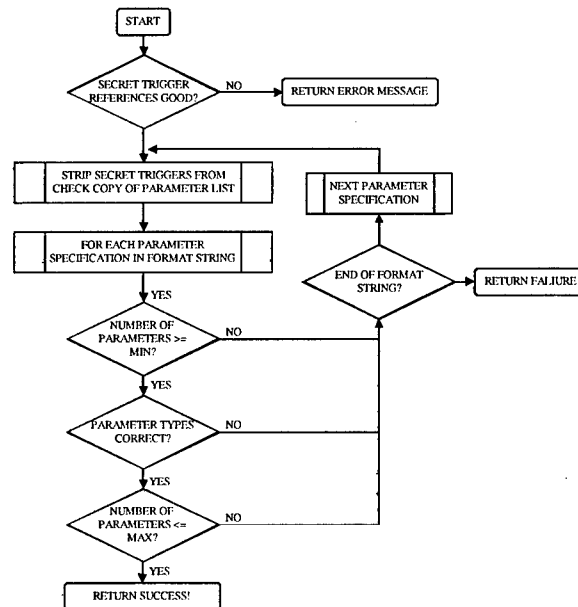 START
SECRET TRIGGER
REFERENCES GOOD?
NO
RETURN ERROR MESSAGE
STRIP SECRET TRIGGERS FROM
CHECK COPY OF PARAMETER LIST
NEXT PARAMETER
SPECIFICATION
FOR EACH PARAMETER
SPECIFICATION IN FORMAT STRING
END OF FORMAT
STRING?
RETURN FAILURE
YES
NUMBER OF
PARAMETERS >=
MIN?
NO
YES
PARAMETER TYPES
CORRECT?
NO
YES
NUMBER OF
PARAMETERS <=
MAX?
NO
YES
RETURN SUCCESS!